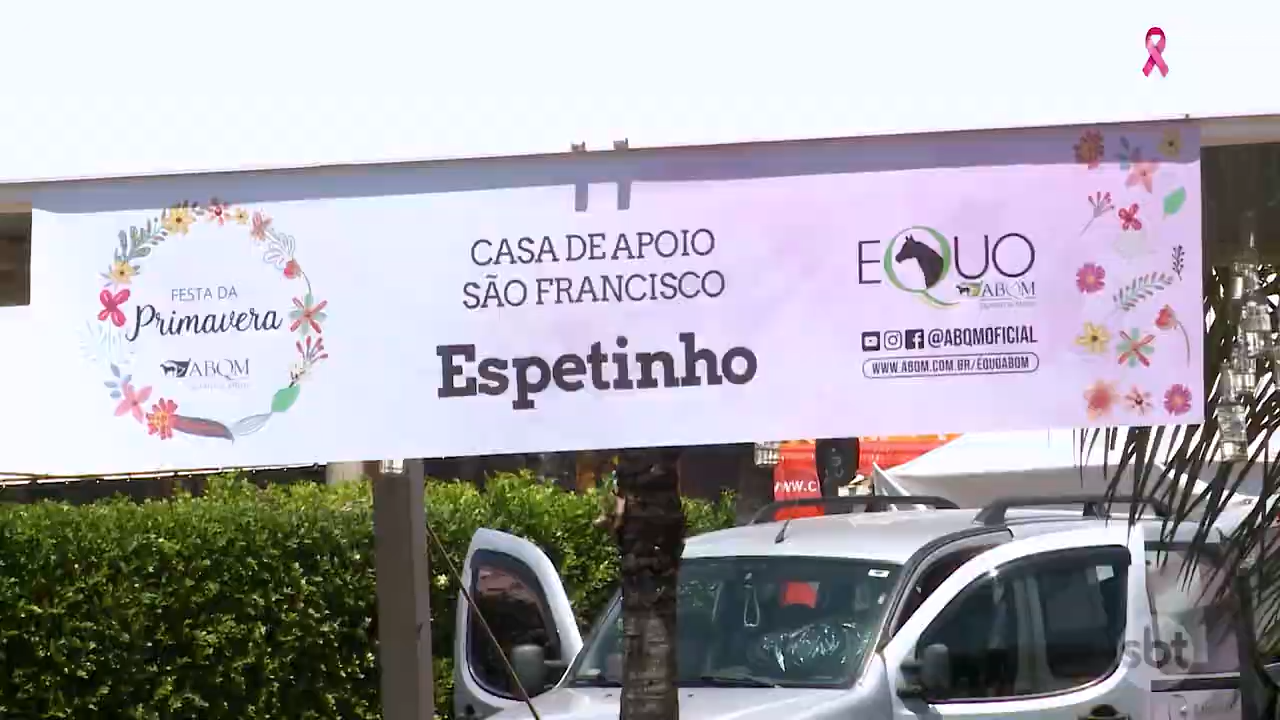 FESTA DA
Primavera
ABQM
CASA DE APOIO
SÃO FRANCISCO
Espetinho
EQUO
ABQM
@ABQMOFICIAL
WWW.ABQM.COM.BR/EQUOABQM
www.c
sbt